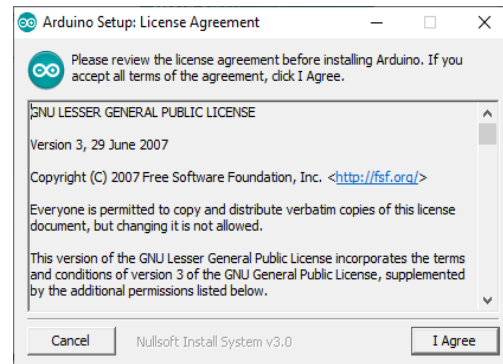 Arduino Setup: License Agreement
Please review the license agreement before installing Arduino. If you
accept all terms of the agreement, click I Agree.
GNU LESSER GENERAL PUBLIC LICENSE
Version 3, 29 June 2007
Copyright (C) 2007 Free Software Foundation, Inc. <http://fsf.org/>
Everyone is permitted to copy and distribute verbatim copies of this license
document, but changing it is not allowed.
This version of the GNU Lesser General Public License incorporates the terms
and conditions of version 3 of the GNU General Public License, supplemented
by the additional permissions listed below.
Cancel Nullsoft Install System v3.0 I Agree